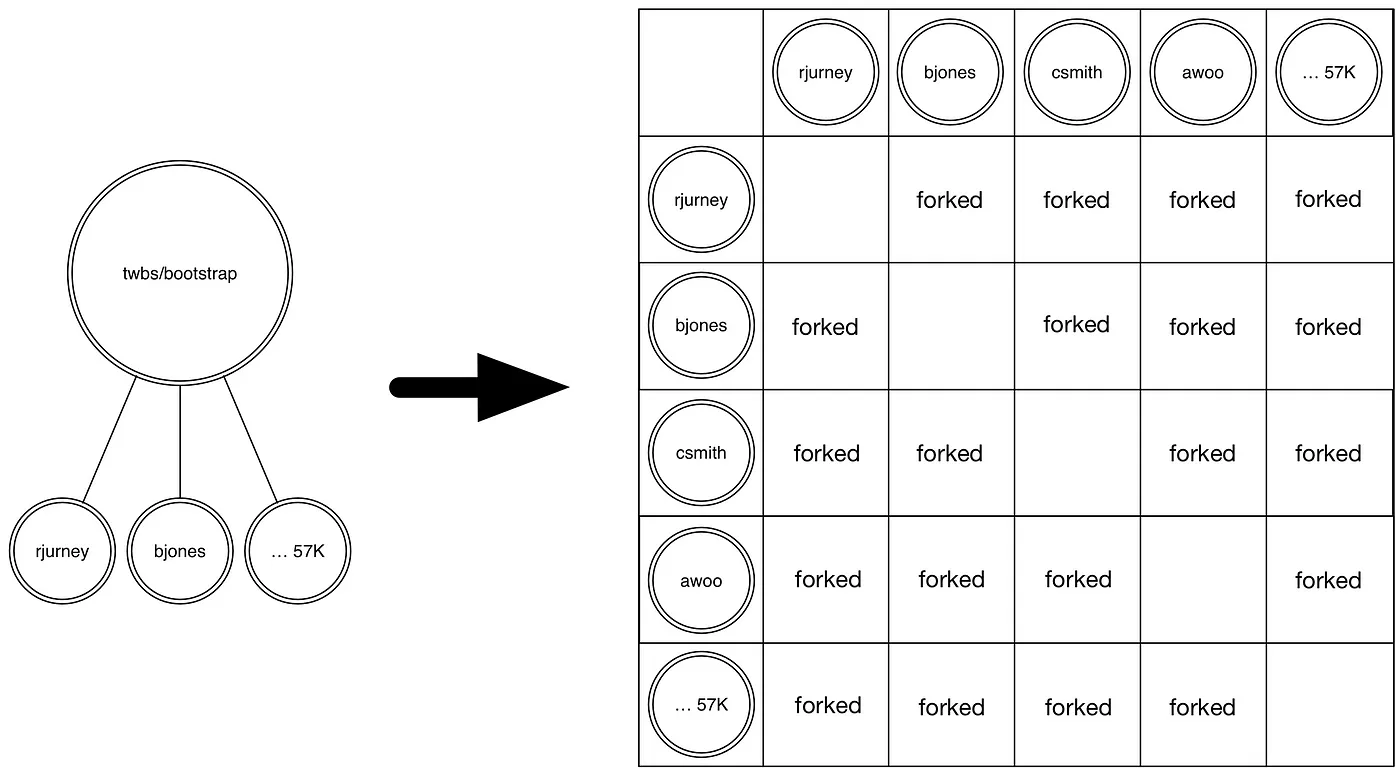 twbs/bootstrap
rjurney bjones … 57K
rjurney bjones csmith awoo … 57K
rjurney forked forked forked forked
bjones forked forked forked forked
csmith forked forked forked forked
awoo forked forked forked forked
… 57K forked forked forked forked